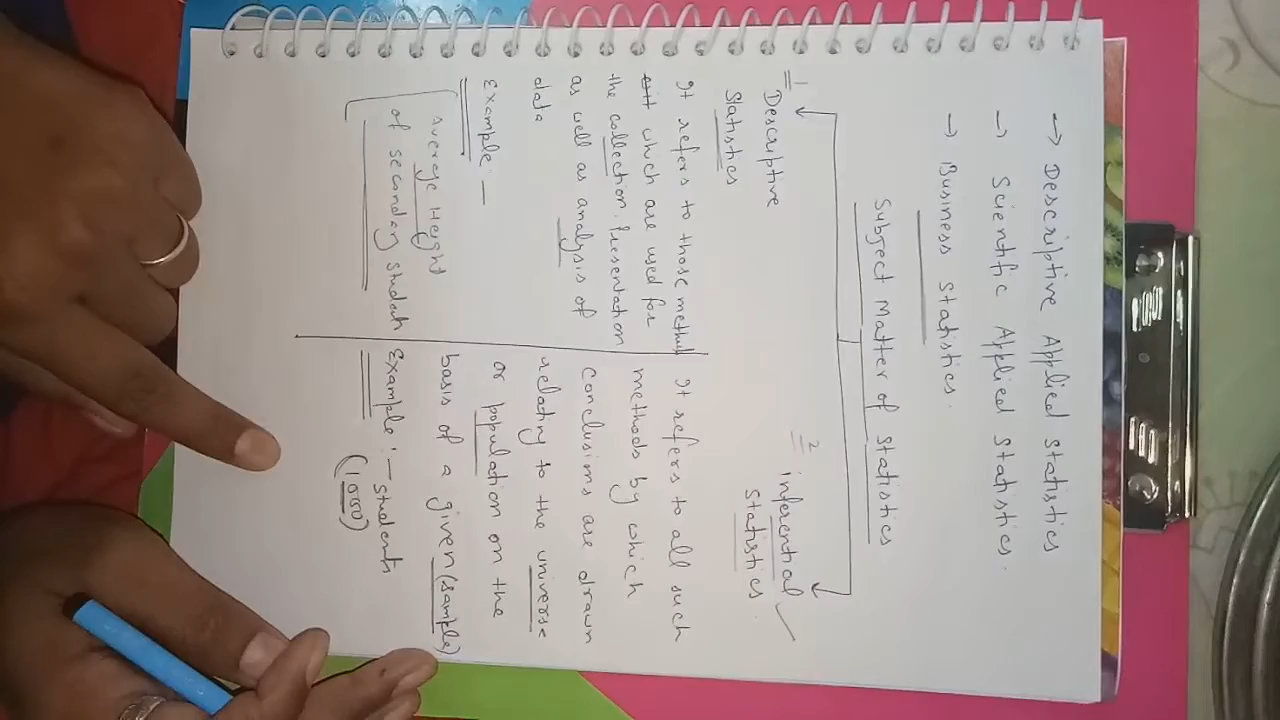 → Descriptive Applied Statistics
→ Scientific Applied Statistics.
→ Business Statistics.
Subject Matter of Statistics
1
Descriptive
Statistics
It refers to those method
which are used for
the collection, Presentation
as well as analysis of
data
Example :-
Average Height
of secondary student
2 inferential
Statistics.
It refers to all such
methods by which
conclusions are drawn
relating to the universe
or population on the
basis of a given (sample)
Example :- students
(1000)